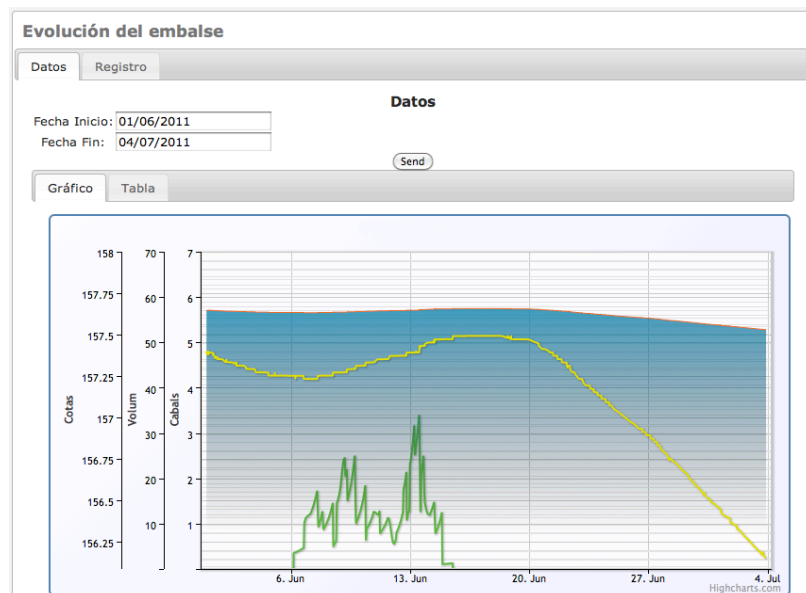 Evolución del embalse
Datos Registro
Datos
Fecha Inicio: 01/06/2011
Fecha Fin: 04/07/2011
Send
Gráfico Tabla
158 70 7
157.75 60 6
157.5 50 5
157.25 40 4
157 30 3
156.75 20 2
156.5 10 1
156.25
Cotas Volum Cabals
6. Jun 13. Jun 20. Jun 27. Jun 4. Jul
Highcharts.com